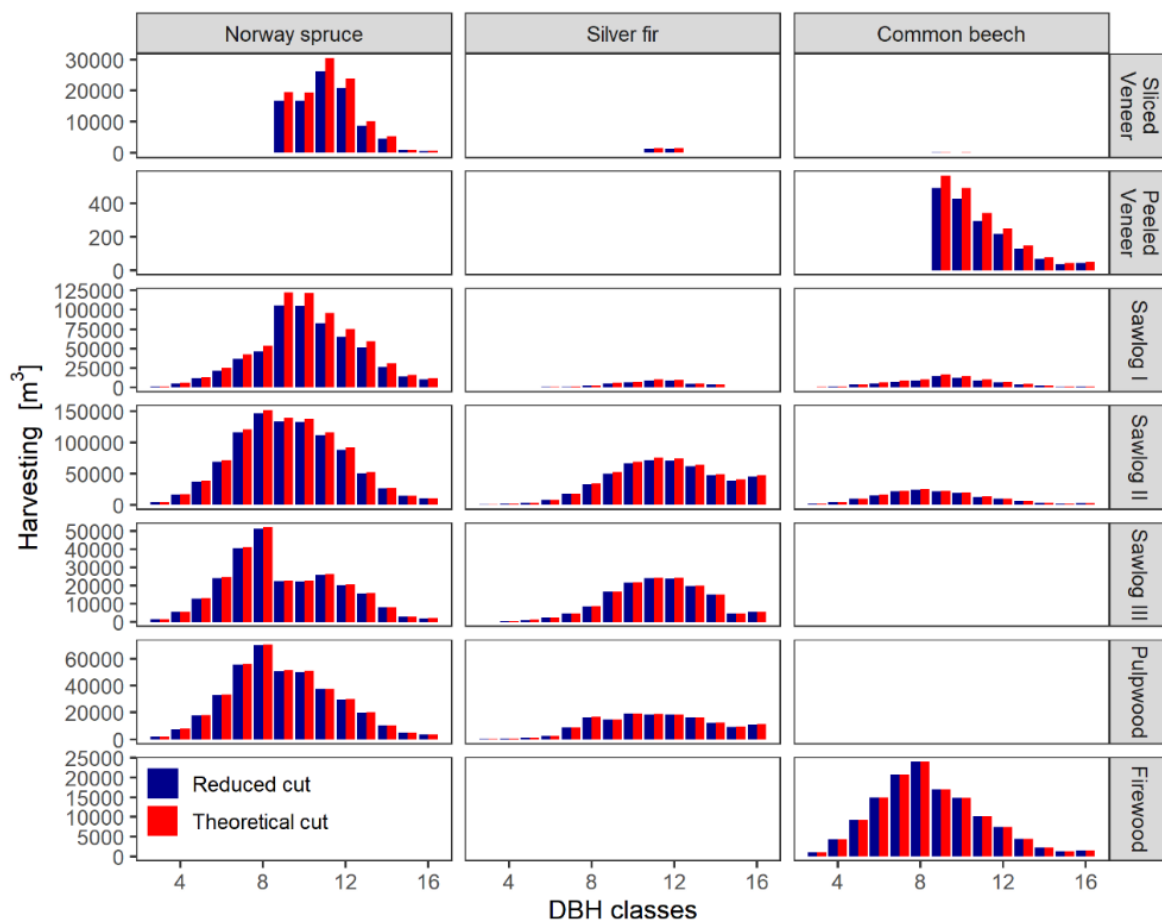 Norway spruce
Silver fir
Common beech
Sliced
Veneer
30000
20000
10000
0
Peeled
Veneer
400
200
0
Sawlog I
125000
100000
75000
50000
25000
0
Sawlog II
150000
100000
50000
0
Sawlog III
50000
40000
30000
20000
10000
0
Pulpwood
60000
40000
20000
0
Firewood
25000
20000
15000
10000
5000
0
Harvesting [m³]
Reduced cut
Theoretical cut
4 8 12 16
4 8 12 16
4 8 12 16
DBH classes